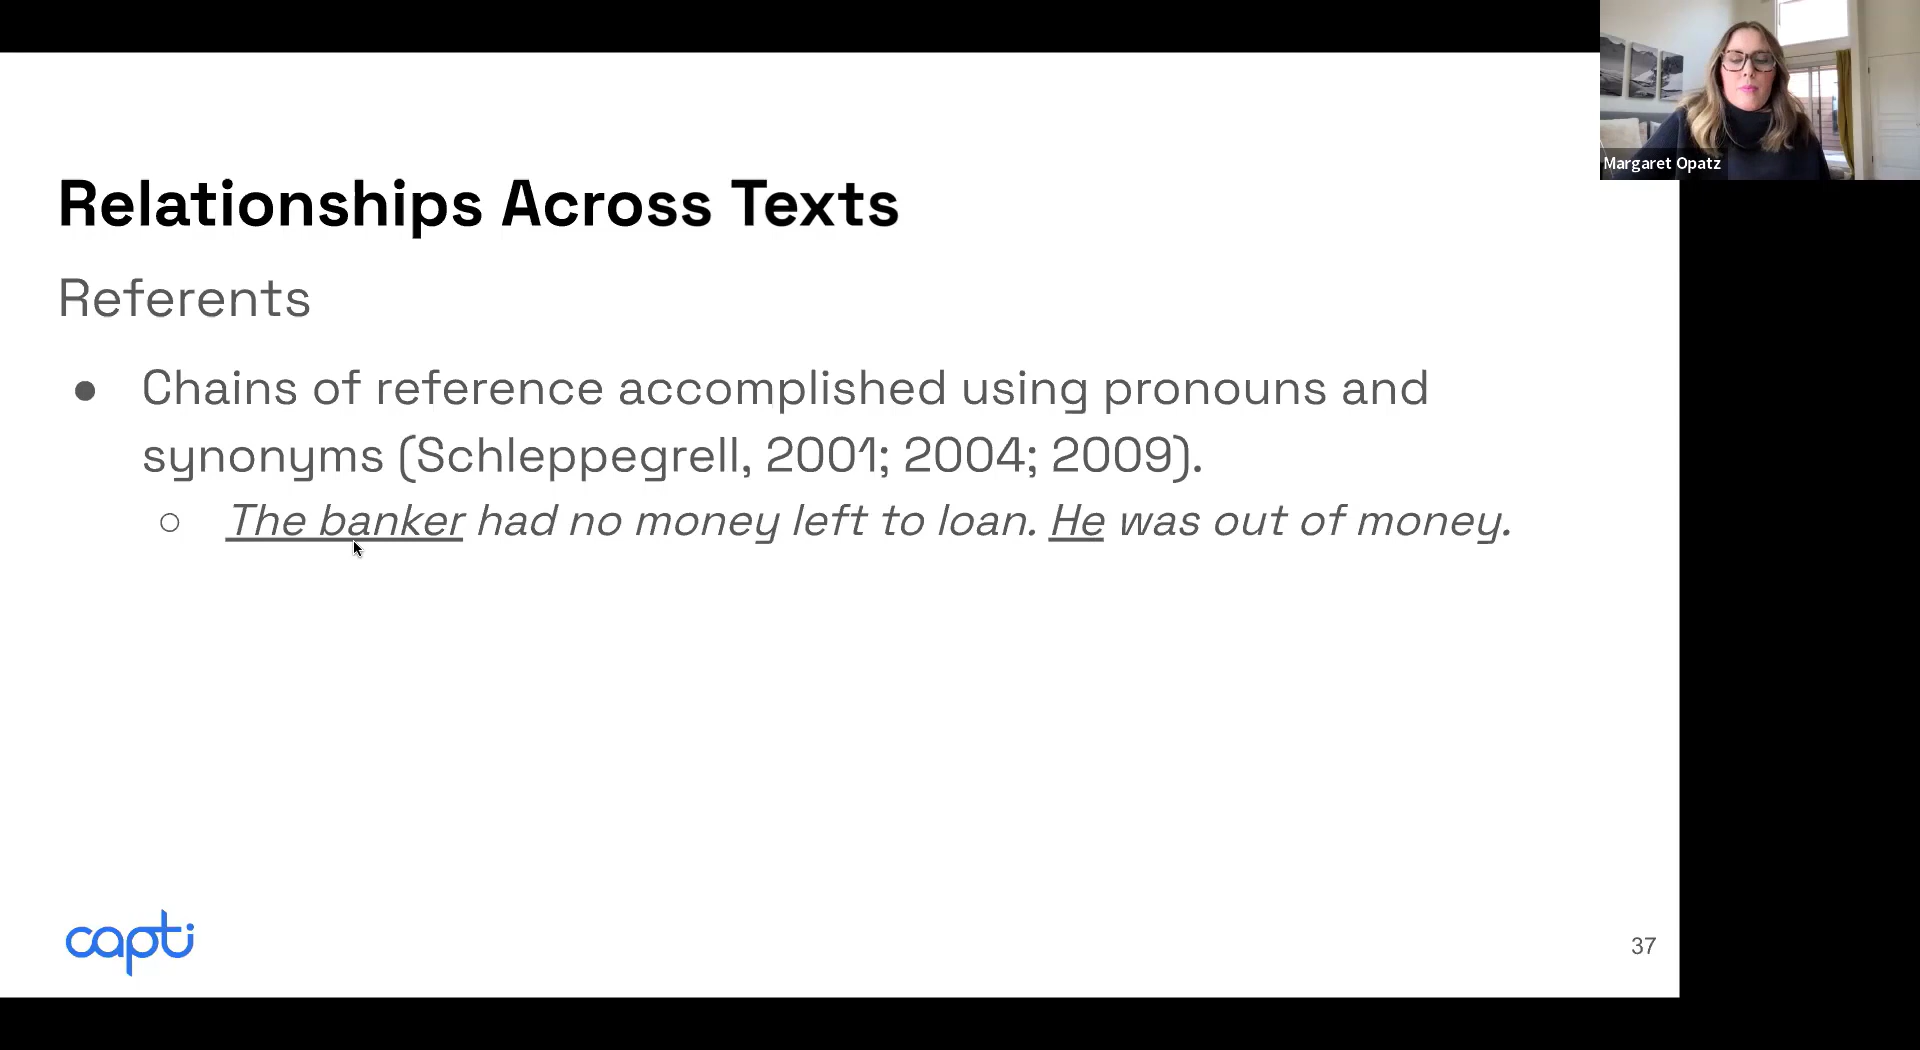 Margaret Opatz
Relationships Across Texts
Referents
● Chains of reference accomplished using pronouns and
synonyms (Schleppegrell, 2001; 2004; 2009).
○ The banker had no money left to loan. He was out of money.
capti
37